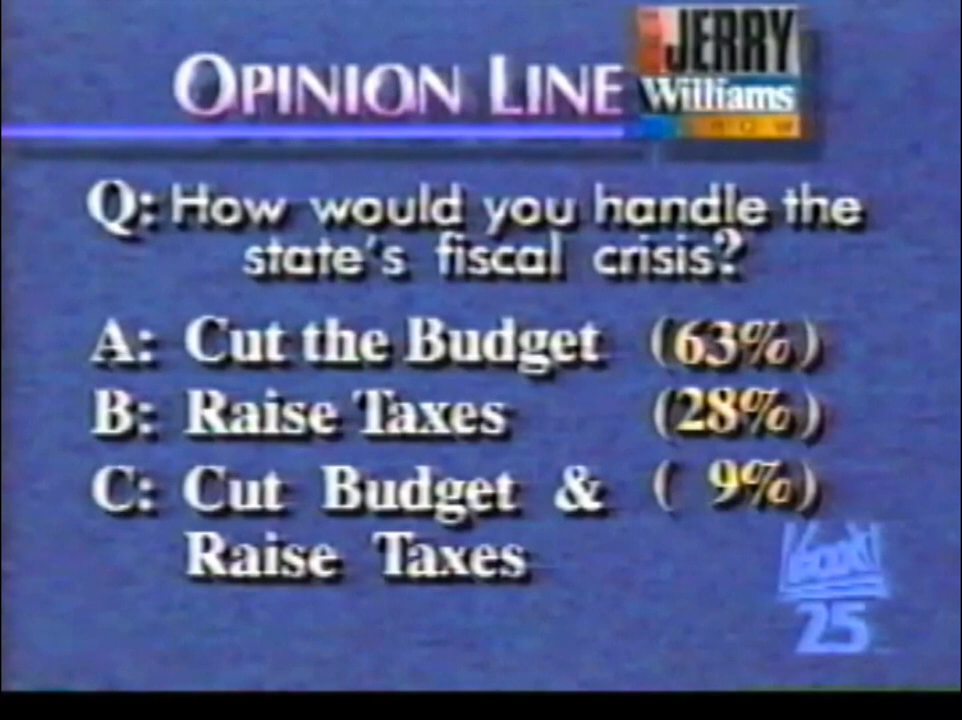 OPINION LINE
JERRY
Williams
Q: How would you handle the
state's fiscal crisis?
A: Cut the Budget (63%)
B: Raise Taxes (28%)
C: Cut Budget & ( 9%)
Raise Taxes
FOX
25